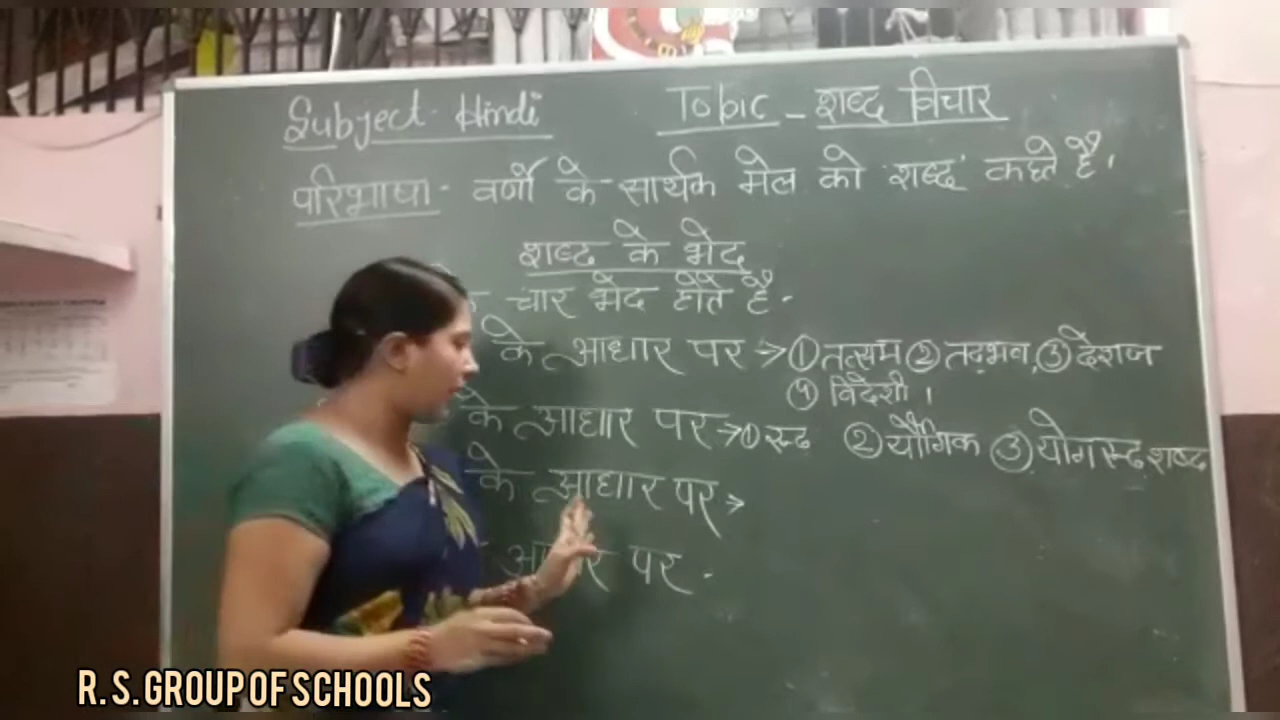 Subject- Hindi Topic - शब्द विचार
परिभाषा- वर्णों के सार्थक मेल को 'शब्द' कहते है।
शब्द के भेद
चार भेद होते है-
के आधार पर → ① तत्सम ② तद्भव, ③ देशज
④ विदेशी।
के आधार पर → ① रूढ ② यौगिक ③ योगरूढ शब्द
के आधार पर →
आधार पर -
R. S. GROUP OF SCHOOLS